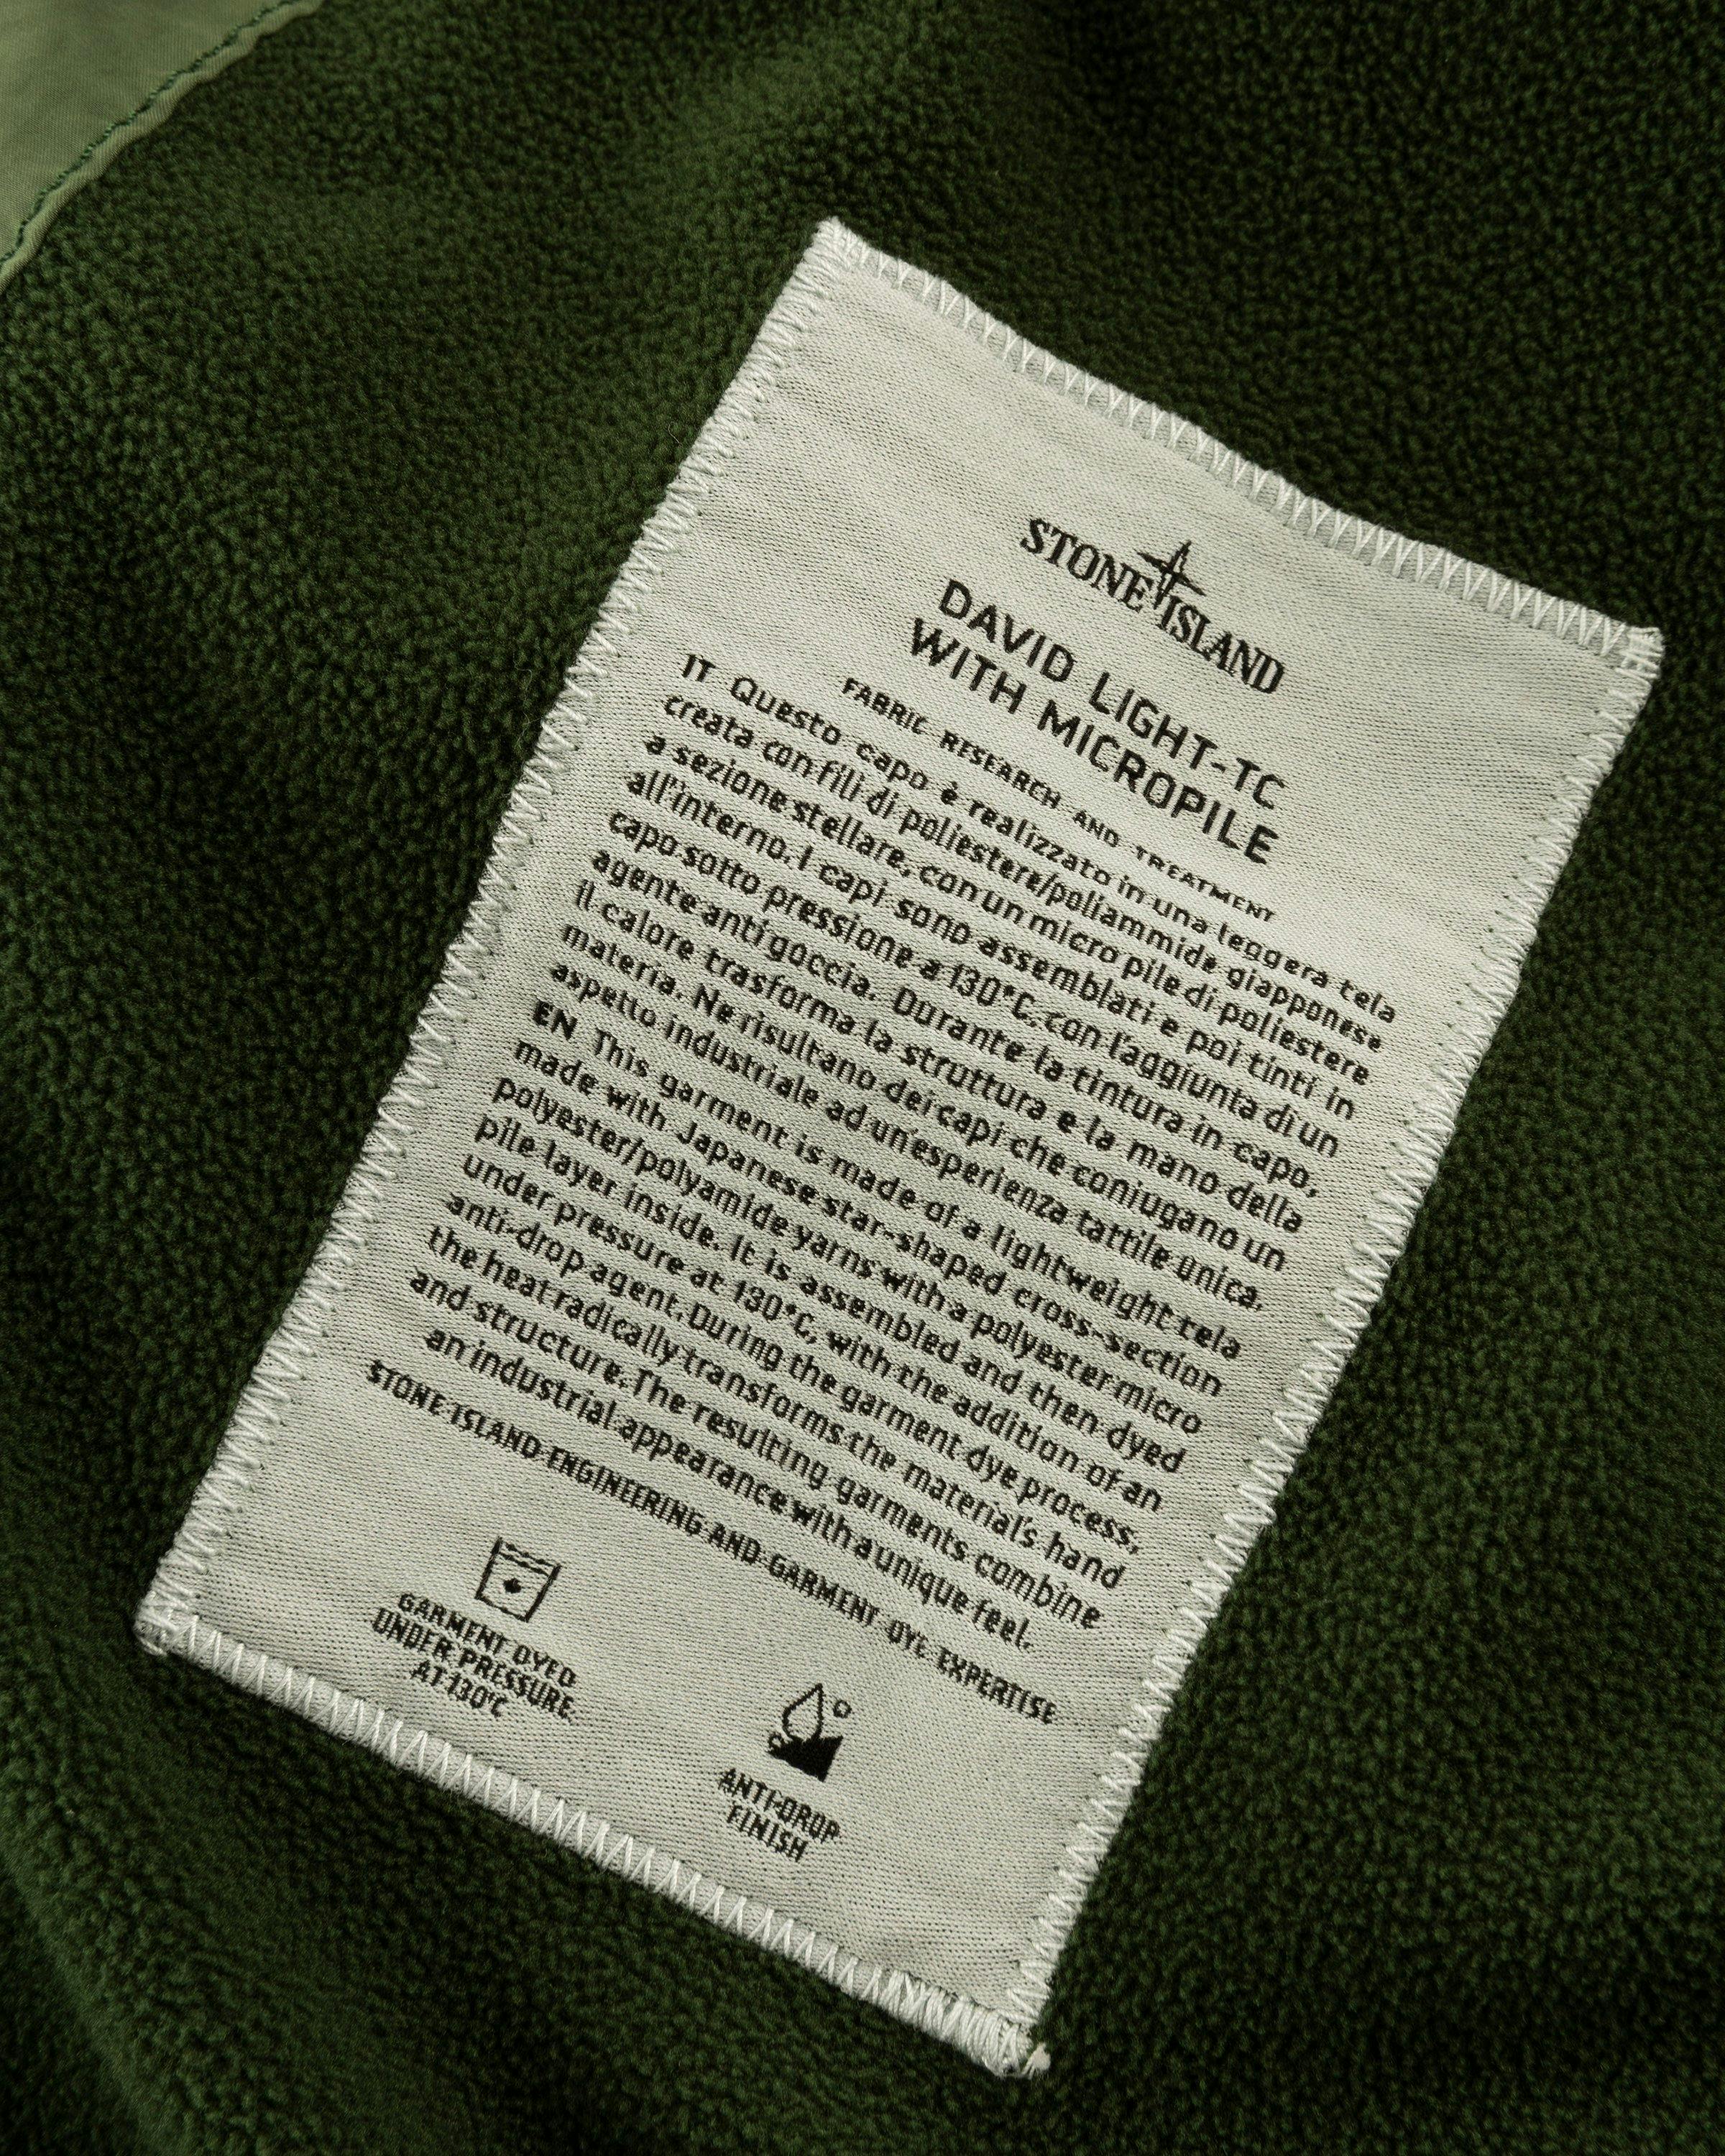 STONE ISLAND
DAVID LIGHT-TC
WITH MICROPILE
FABRIC RESEARCH AND TREATMENT
IT Questo capo è realizzato in una leggera tela
creata con fili di poliestere/poliammide giapponese
a sezione stellare, con un micro pile di poliestere
all'interno. I capi sono assemblati e poi tinti in
capo sotto pressione a 130°C, con l'aggiunta di un
agente anti goccia. Durante la tintura in capo,
il calore trasforma la struttura e la mano della
materia. Ne risultano dei capi che coniugano un
aspetto industriale ad un'esperienza tattile unica.
EN This garment is made of a lightweight tela
made with Japanese star-shaped cross-section
polyester/polyamide yarns with a polyester micro
pile layer inside. It is assembled and then dyed
under pressure at 130°C, with the addition of an
anti-drop agent. During the garment dye process,
the heat radically transforms the material's hand
and structure. The resulting garments combine
an industrial appearance with a unique feel.
STONE ISLAND ENGINEERING AND GARMENT DYE EXPERTISE
GARMENT DYED
UNDER PRESSURE
AT 130°C
ANTI-DROP
FINISH